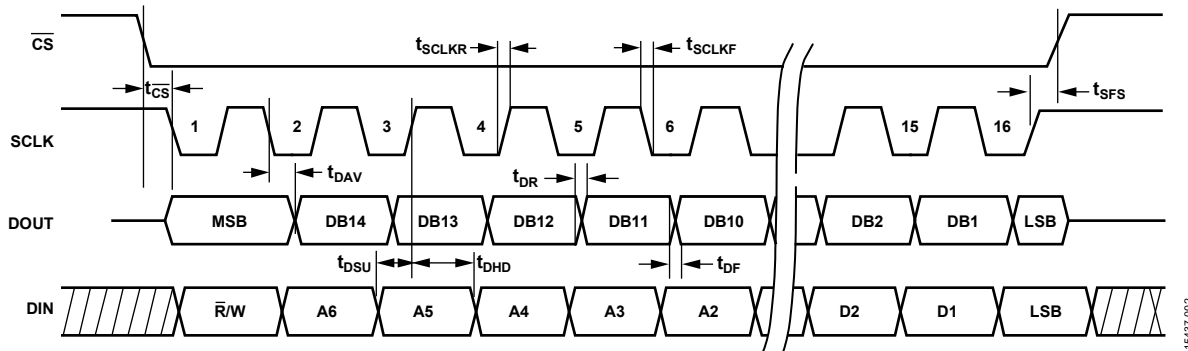 CS
tSCLKR
tSCLKF
tCS
tSFS
SCLK
1 2 3 4 5 6 15 16
tDAV
tDR
DOUT
MSB DB14 DB13 DB12 DB11 DB10 DB2 DB1 LSB
tDSU
tDHD
tDF
DIN
R/W A6 A5 A4 A3 A2 D2 D1 LSB
15437-002